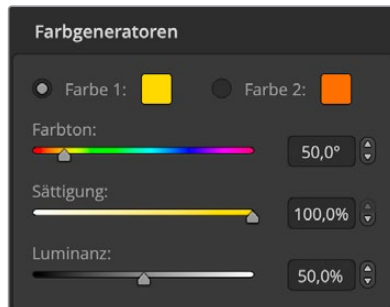 Farbgeneratoren
Farbe 1: Farbe 2:
Farbton:
50,0°
Sättigung:
100,0%
Luminanz:
50,0%